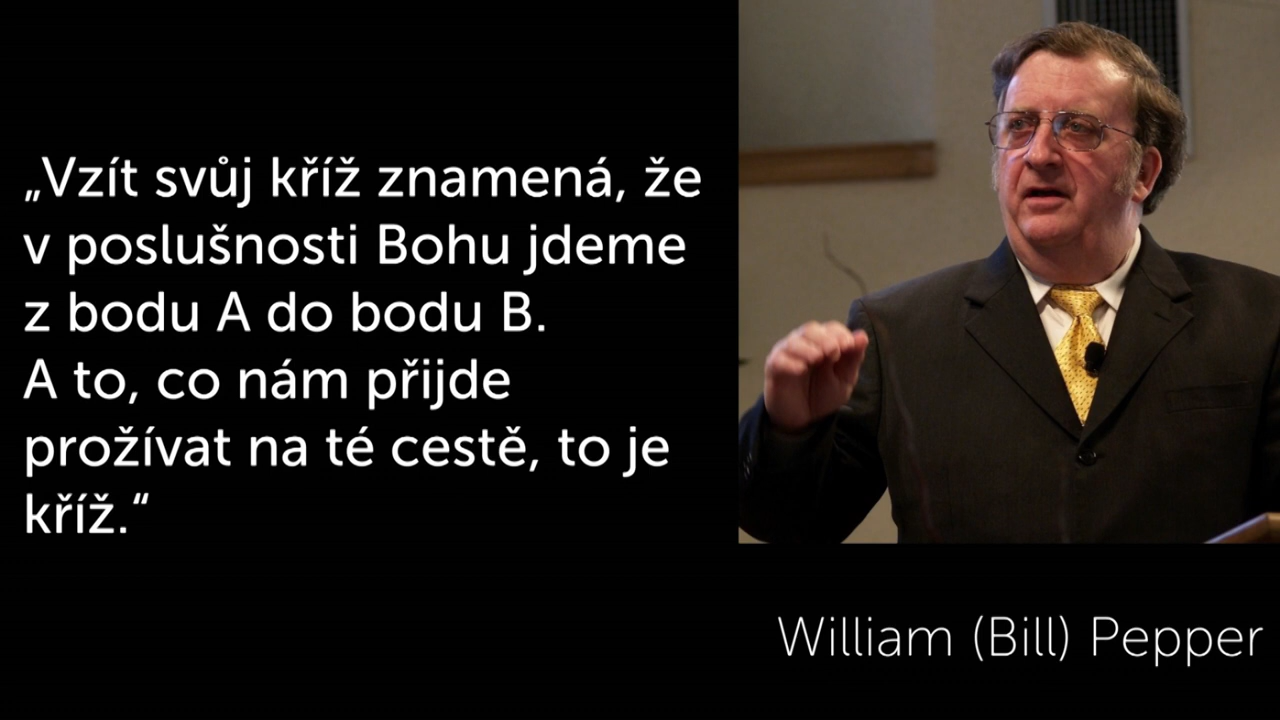 „Vzít svůj kříž znamená, že
v poslušnosti Bohu jdeme
z bodu A do bodu B.
A to, co nám přijde
prožívat na té cestě, to je
kříž.“
William (Bill) Pepper